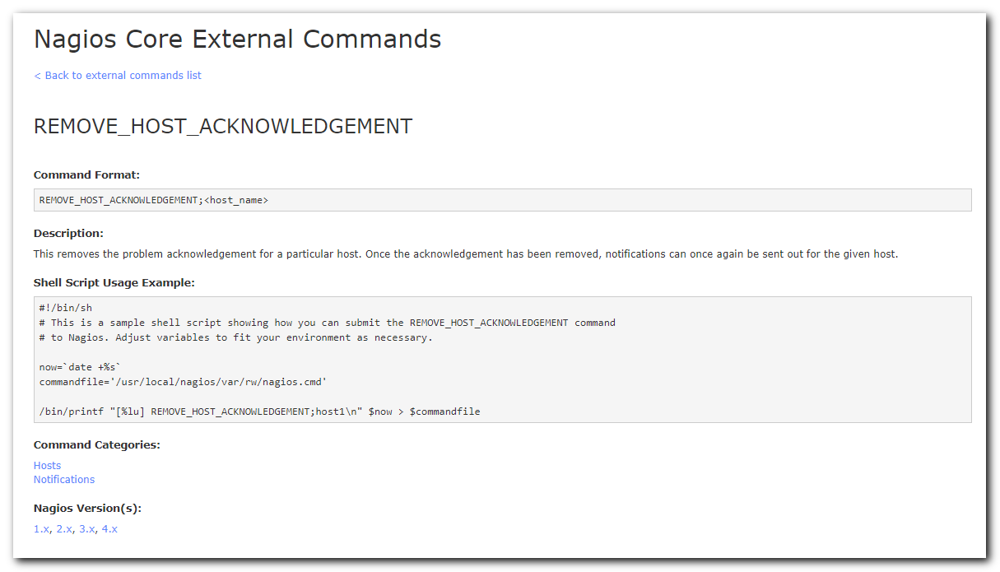 Nagios Core External Commands
< Back to external commands list
REMOVE_HOST_ACKNOWLEDGEMENT
Command Format:
REMOVE_HOST_ACKNOWLEDGEMENT;<host_name>
Description:
This removes the problem acknowledgement for a particular host. Once the acknowledgement has been removed, notifications can once again be sent out for the given host.
Shell Script Usage Example:
#!/bin/sh
# This is a sample shell script showing how you can submit the REMOVE_HOST_ACKNOWLEDGEMENT command
# to Nagios. Adjust variables to fit your environment as necessary.
now=`date +%s`
commandfile='/usr/local/nagios/var/rw/nagios.cmd'
/bin/printf "[%lu] REMOVE_HOST_ACKNOWLEDGEMENT;host1\n" $now > $commandfile
Command Categories:
Hosts
Notifications
Nagios Version(s):
1.x, 2.x, 3.x, 4.x